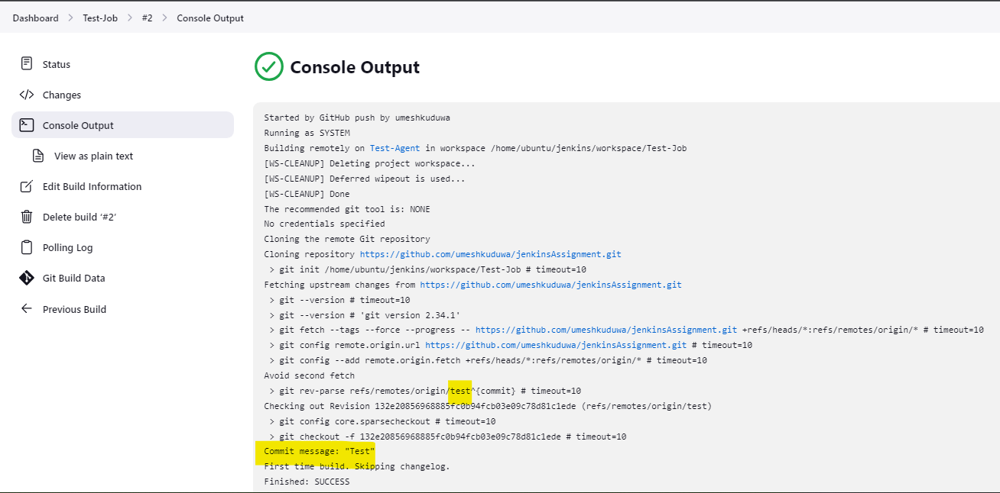 Dashboard > Test-Job > #2 > Console Output
Status
Changes
Console Output
View as plain text
Edit Build Information
Delete build ‘#2’
Polling Log
Git Build Data
Previous Build
Console Output
Started by GitHub push by umeshkuduwa
Running as SYSTEM
Building remotely on Test-Agent in workspace /home/ubuntu/jenkins/workspace/Test-Job
[WS-CLEANUP] Deleting project workspace...
[WS-CLEANUP] Deferred wipeout is used...
[WS-CLEANUP] Done
The recommended git tool is: NONE
No credentials specified
Cloning the remote Git repository
Cloning repository https://github.com/umeshkuduwa/jenkinsAssignment.git
> git init /home/ubuntu/jenkins/workspace/Test-Job # timeout=10
Fetching upstream changes from https://github.com/umeshkuduwa/jenkinsAssignment.git
> git --version # timeout=10
> git --version # 'git version 2.34.1'
> git fetch --tags --force --progress -- https://github.com/umeshkuduwa/jenkinsAssignment.git +refs/heads/*:refs/remotes/origin/* # timeout=10
> git config remote.origin.url https://github.com/umeshkuduwa/jenkinsAssignment.git # timeout=10
> git config --add remote.origin.fetch +refs/heads/*:refs/remotes/origin/* # timeout=10
Avoid second fetch
> git rev-parse refs/remotes/origin/test^{commit} # timeout=10
Checking out Revision 132e20856968885fc0b94fcb03e09c78d81c1ede (refs/remotes/origin/test)
> git config core.sparsecheckout # timeout=10
> git checkout -f 132e20856968885fc0b94fcb03e09c78d81c1ede # timeout=10
Commit message: "Test"
First time build. Skipping changelog.
Finished: SUCCESS